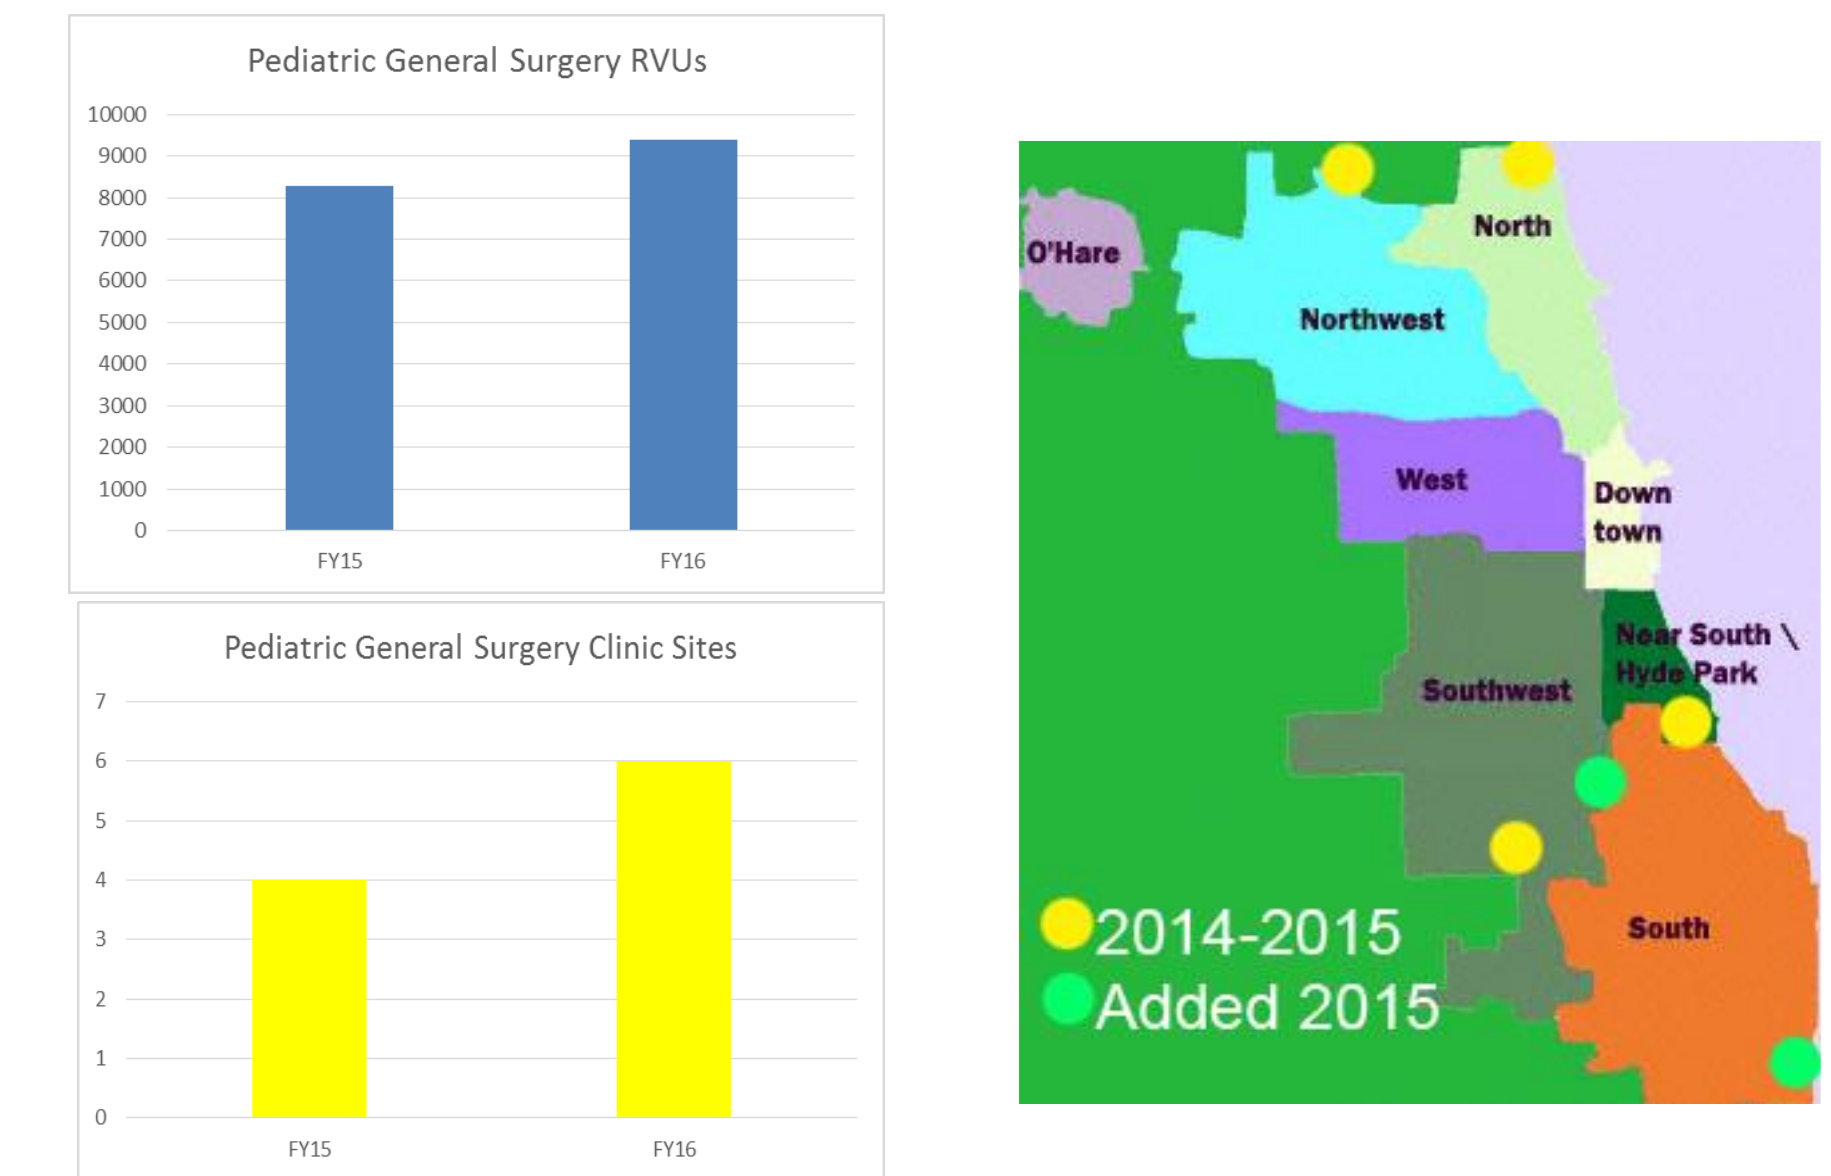 Pediatric General Surgery RVUs
10000
9000
8000
7000
6000
5000
4000
3000
2000
1000
0
FY15 FY16
Pediatric General Surgery Clinic Sites
7
6
5
4
3
2
1
0
FY15 FY16
North
O'Hare
Northwest
West
Down
town
Near South \
Hyde Park
Southwest
South
2014-2015
Added 2015